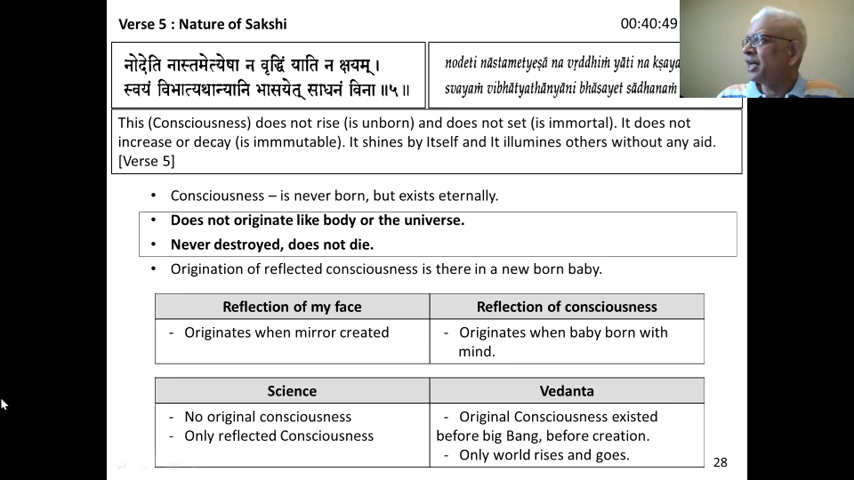 Verse 5 : Nature of Sakshi
00:40:49
नोदेति नास्तमेत्येषा न वृद्धिं याति न क्षयम् ।
स्वयं विभात्यथान्यानि भासयेत् साधनं विना ॥५॥
nodeti nāstametyeṣā na vṛddhiṁ yāti na
svayaṁ vibhātyathānyāni bhāsayet sādhanaṁ
This (Consciousness) does not rise (is unborn) and does not set (is immortal). It does not
increase or decay (is immmutable). It shines by Itself and It illumines others without any aid.
[Verse 5]
• Consciousness – is never born, but exists eternally.
• Does not originate like body or the universe.
• Never destroyed, does not die.
• Origination of reflected consciousness is there in a new born baby.
Reflection of my face
Reflection of consciousness
- Originates when mirror created
- Originates when baby born with
mind.
Science
Vedanta
- No original consciousness
- Only reflected Consciousness
- Original Consciousness existed
before big Bang, before creation.
- Only world rises and goes.
28